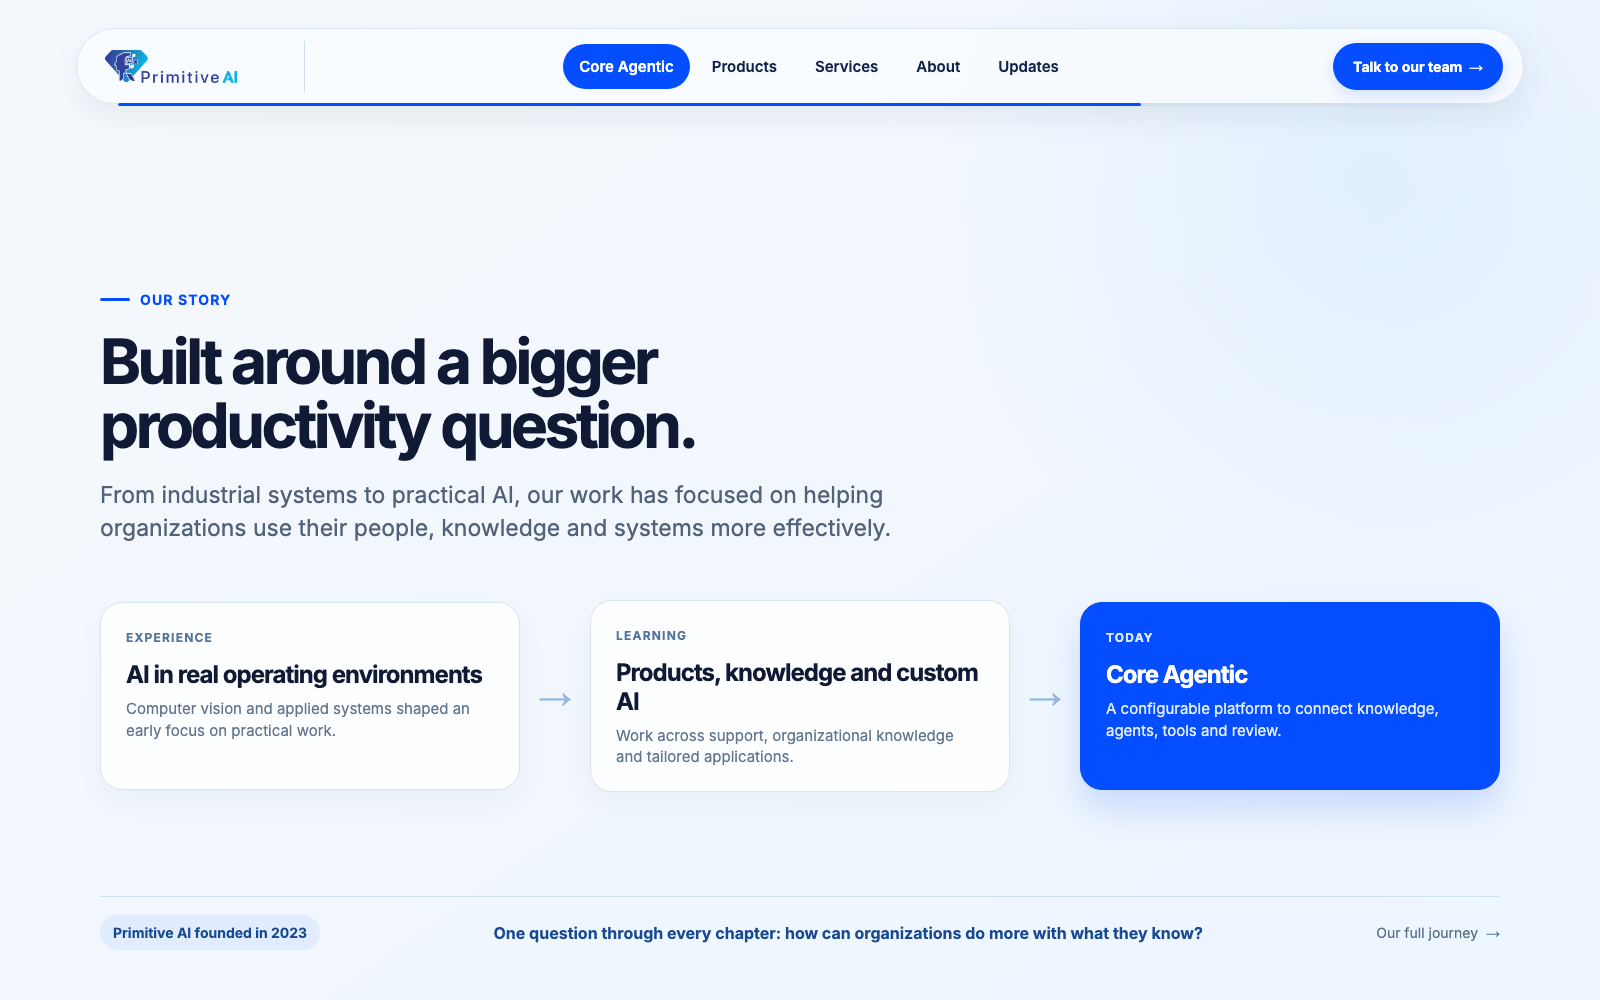 Primitive AI
Core Agentic
Products
Services
About
Updates
Talk to our team →
OUR STORY
Built around a bigger
productivity question.
From industrial systems to practical AI, our work has focused on helping
organizations use their people, knowledge and systems more effectively.
EXPERIENCE
AI in real operating environments
Computer vision and applied systems shaped an
early focus on practical work.
→
LEARNING
Products, knowledge and custom
AI
Work across support, organizational knowledge
and tailored applications.
→
TODAY
Core Agentic
A configurable platform to connect knowledge,
agents, tools and review.
Primitive AI founded in 2023
One question through every chapter: how can organizations do more with what they know?
Our full journey →